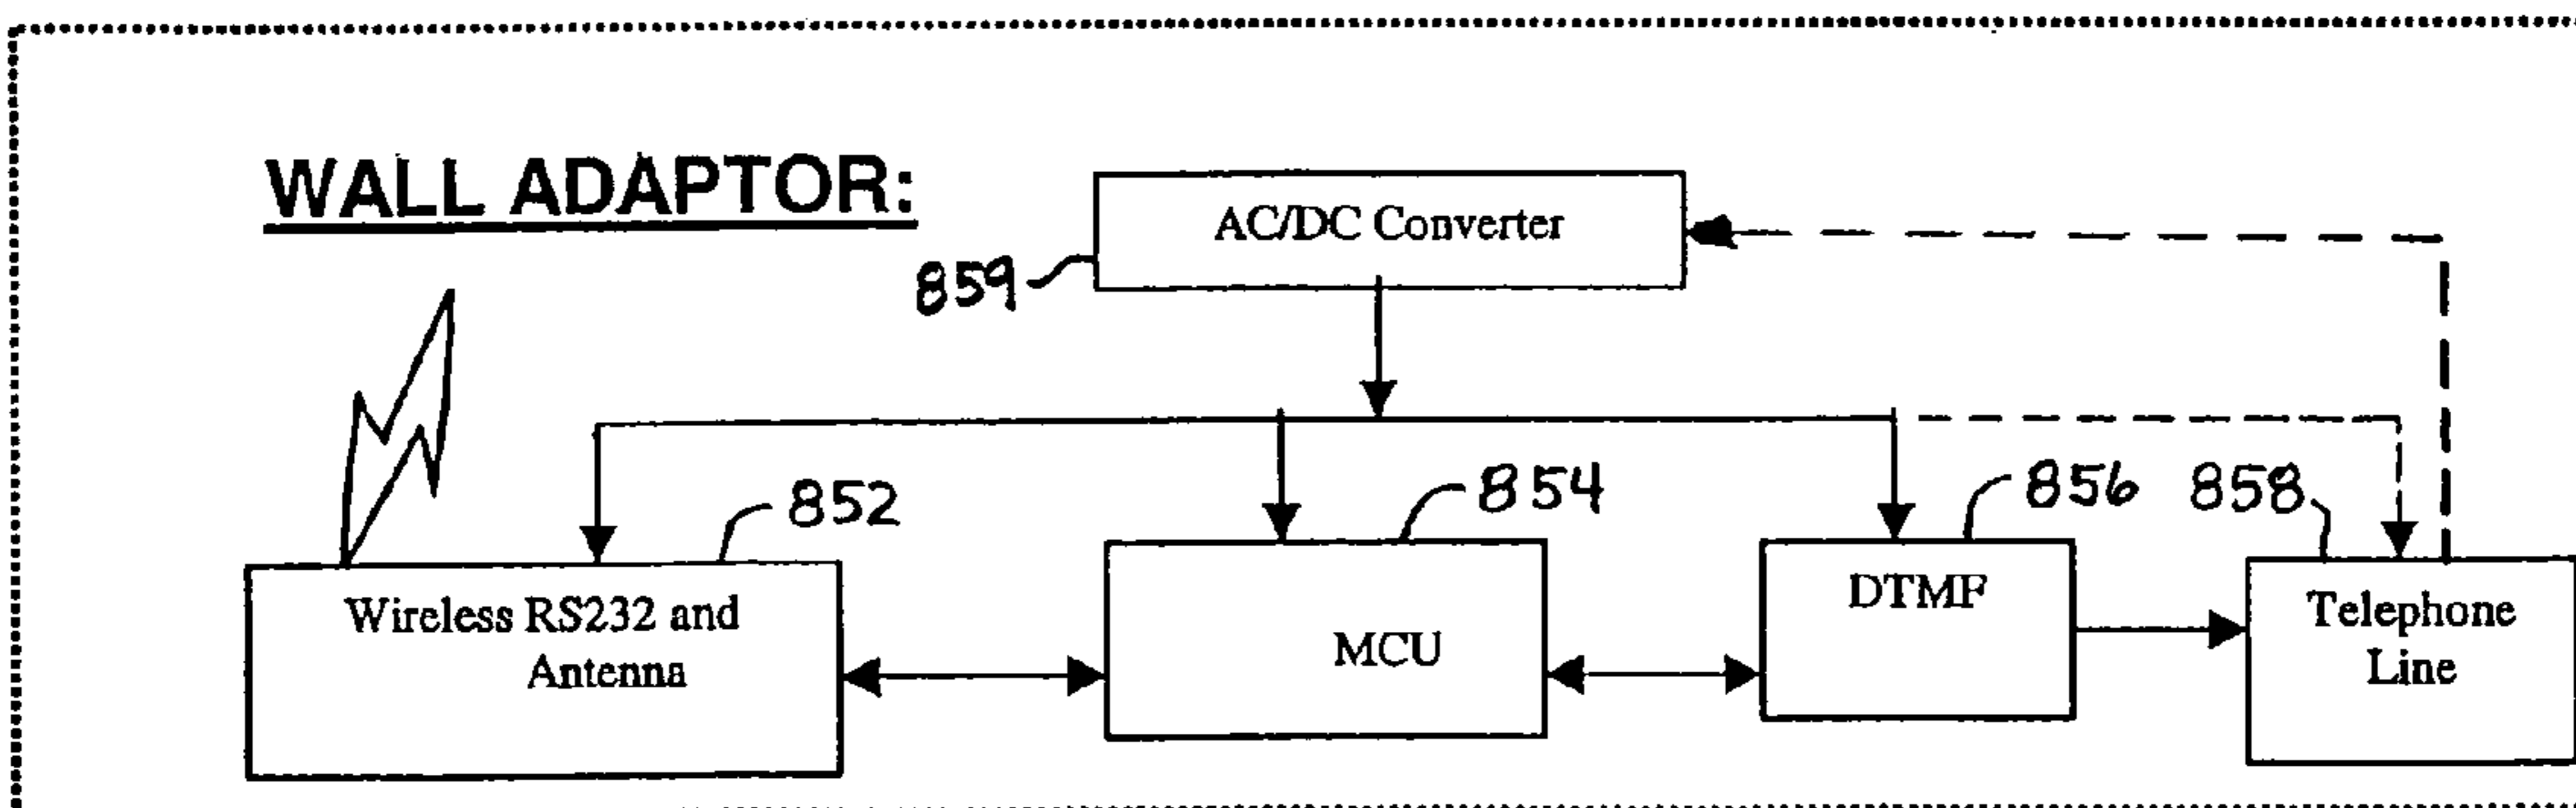 WALL ADAPTOR:
AC/DC Converter
859
852
854
856
858
Wireless RS232 and
Antenna
MCU
DTMF
Telephone
Line